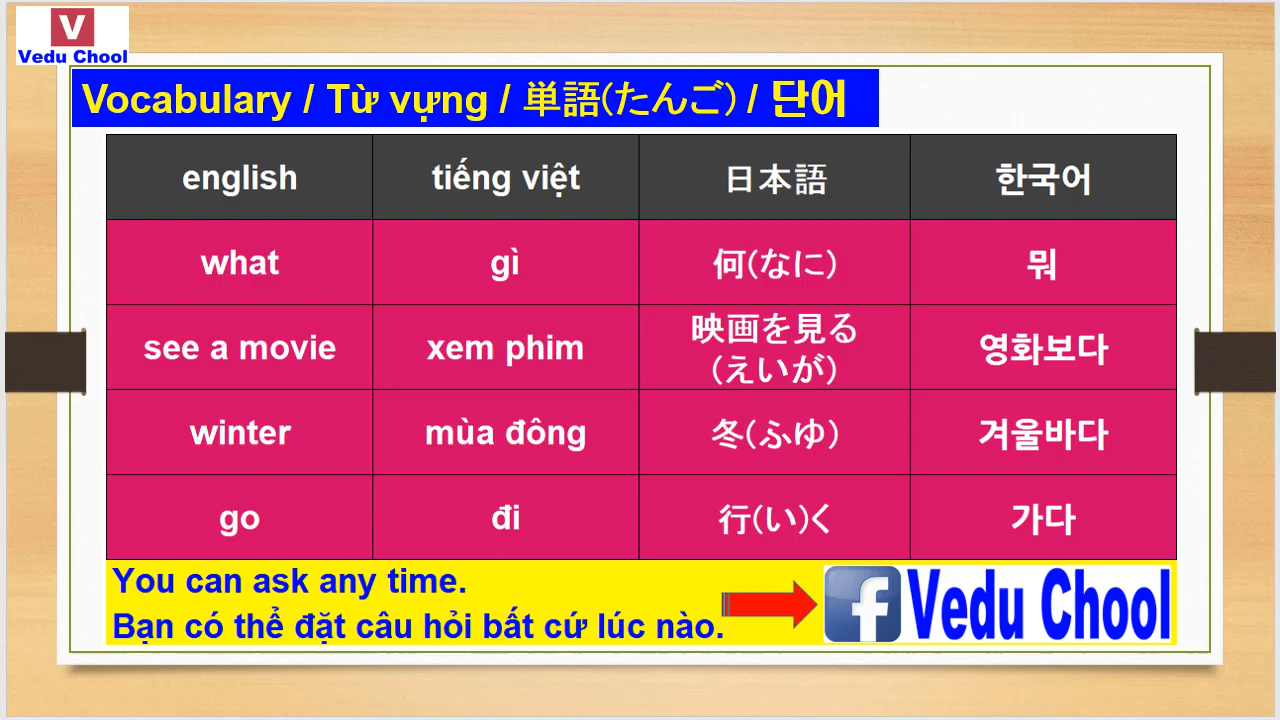 V
Vedu Chool
Vocabulary / Từ vựng / 単語(たんご) / 단어
english tiếng việt 日本語 한국어
what gì 何(なに) 뭐
see a movie xem phim 映画を見る 영화보다
(えいが)
winter mùa đông 冬(ふゆ) 겨울바다
go đi 行(い)く 가다
You can ask any time.
Bạn có thể đặt câu hỏi bất cứ lúc nào.
f Vedu Chool